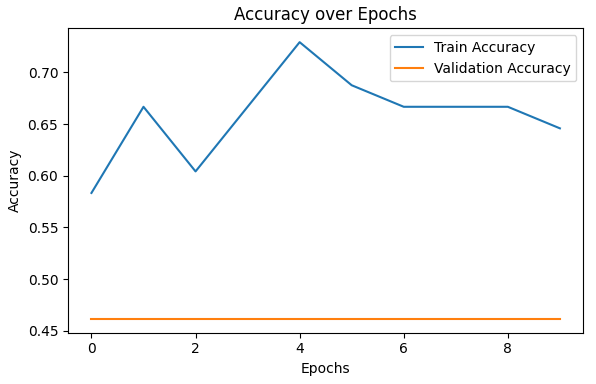 Accuracy over Epochs
Train Accuracy
Validation Accuracy
0.70
0.65
0.60
0.55
0.50
0.45
Accuracy
0 2 4 6 8
Epochs